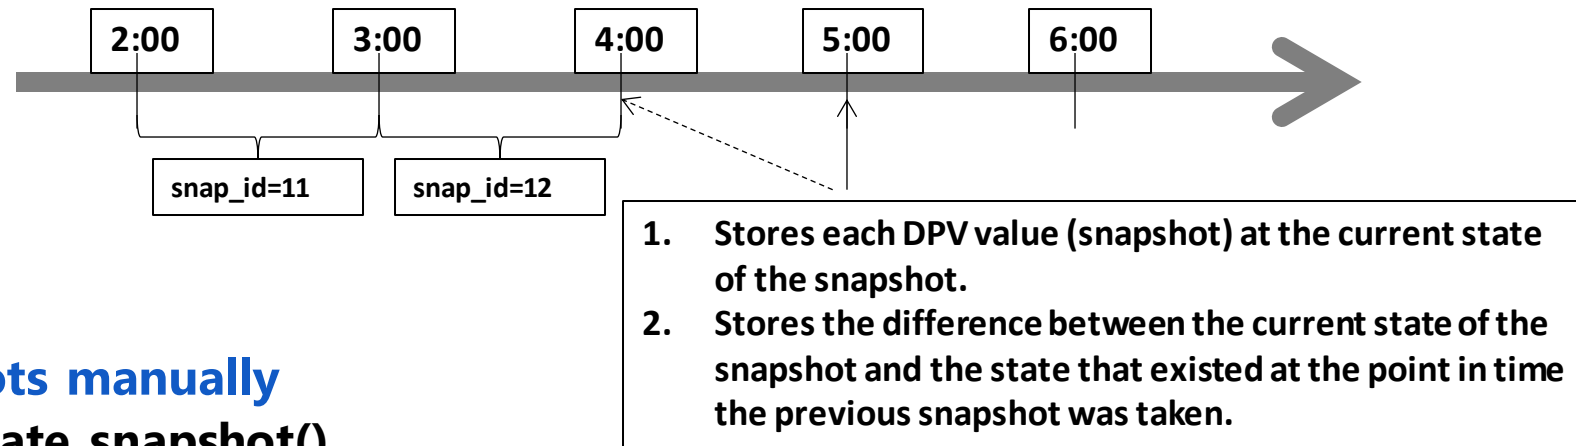 2:00 3:00 4:00 5:00 6:00
snap_id=11 snap_id=12
1. Stores each DPV value (snapshot) at the current state
of the snapshot.
2. Stores the difference between the current state of the
snapshot and the state that existed at the point in time
the previous snapshot was taken.
manually
snapshot()